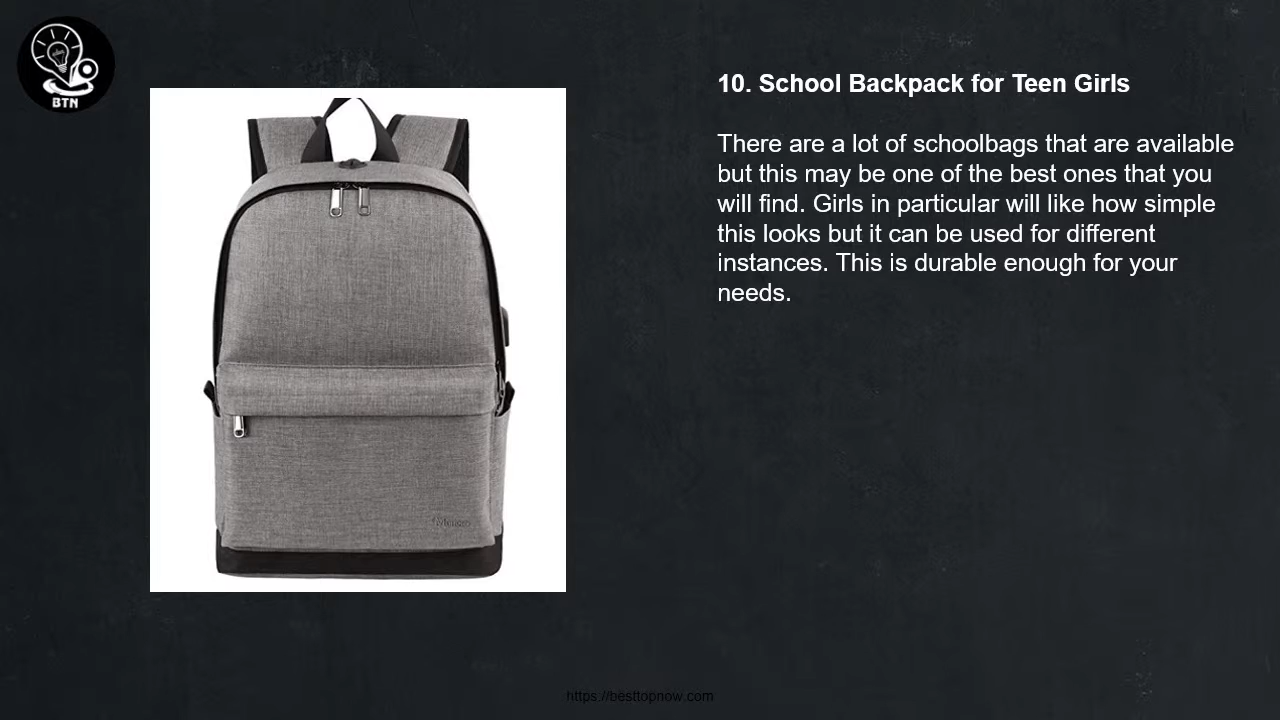 BTN
10. School Backpack for Teen Girls
There are a lot of schoolbags that are available
but this may be one of the best ones that you
will find. Girls in particular will like how simple
this looks but it can be used for different
instances. This is durable enough for your
needs.
https://besttopnow.com